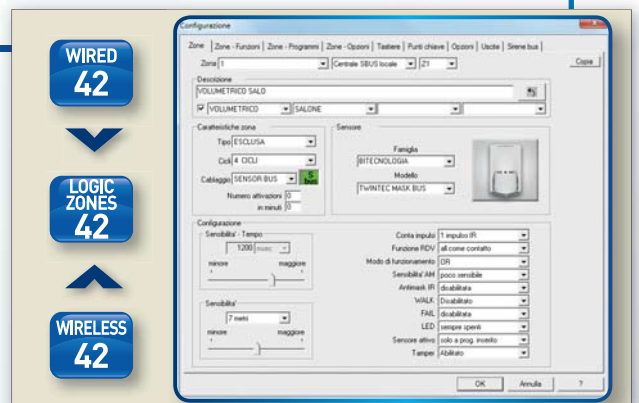 WIRED
42
LOGIC
ZONES
42
WIRELESS
42
Configurazione
Zone
Zone - Funzioni
Zone - Programmi
Zone - Opzioni
Tastiere
Punti chiave
Opzioni
Uscite
Sirene bus
Zona 1
Centrale SBUS locale
Z1
Copia
Descrizione
VOLUMETRICO SALO
VOLUMETRICO
SALONE
Caratteristiche zona
Tipo ESCLUSA
Cicli 4 CICLI
Cablaggio SENSOR BUS
S bus
Numero attivazioni 0
in minuti 0
Sensore
Famiglia
BITECNOLOGIA
Modello
TWINTEC MASK BUS
Configurazione
Sensibilita' - Tempo
1200 msec
minore maggiore
Sensibilita'
7 metri
minore maggiore
Conta impulsi 1 impulso IR
Funzione RDV all.come contatto
Modo di funzionamento OR
Sensibilita' AM poco sensibile
Antimask IR disabilitata
WALK Disabilitato
FAIL disabilitata
LED sempre spenti
Sensore attivo solo a prog. inserito
Tamper Abilitato
OK
Annulla
?